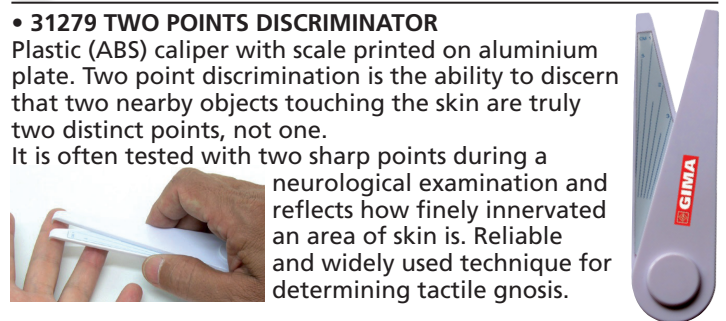 • 31279 TWO POINTS DISCRIMINATOR
Plastic (ABS) caliper with scale printed on aluminium
plate. Two point discrimination is the ability to discern
that two nearby objects touching the skin are truly
two distinct points, not one.
It is often tested with two sharp points during a
neurological examination and
reflects how finely innervated
an area of skin is. Reliable
and widely used technique for
determining tactile gnosis.
GIMA